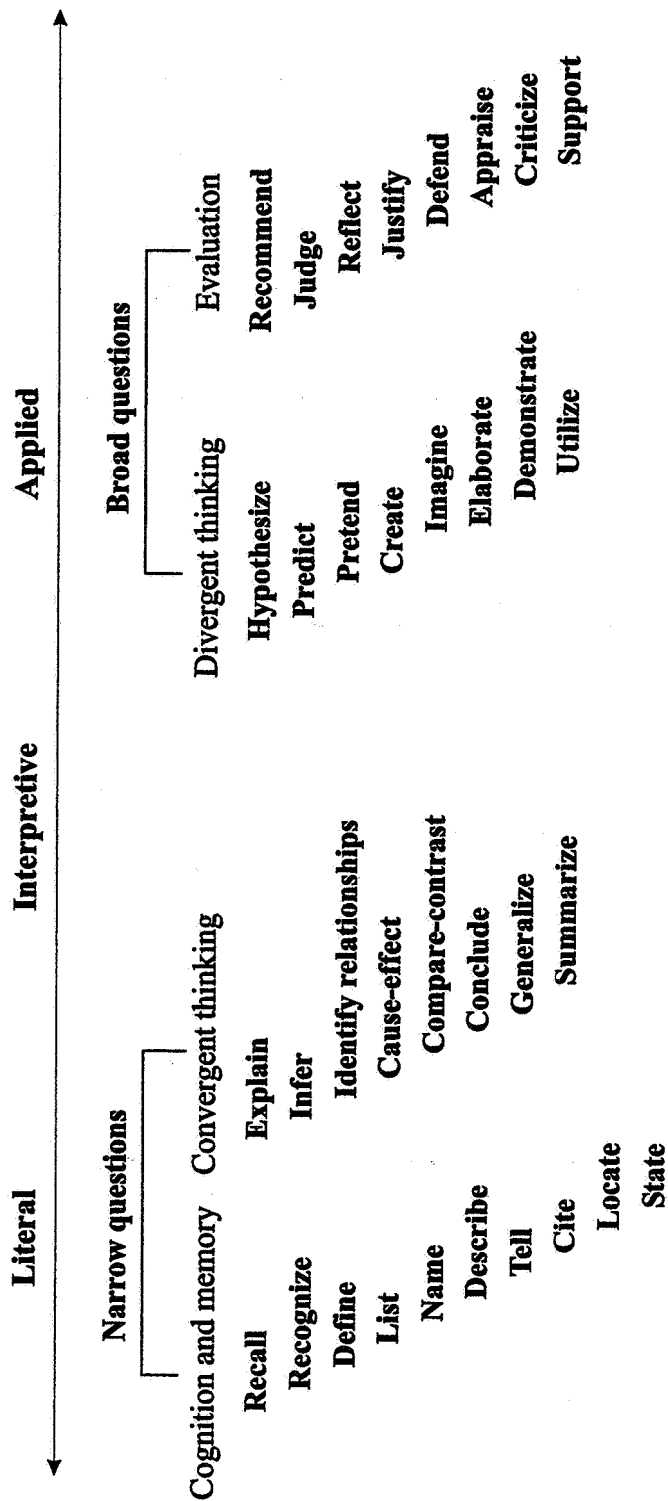 Literal Interpretive Applied
Narrow questions Broad questions
Cognition and memory Convergent thinking Divergent thinking Evaluation
Recall Explain Hypothesize Recommend
Recognize Infer Predict Judge
Define Identify relationships Pretend Reflect
List Cause-effect Create Justify
Name Compare-contrast Imagine Defend
Describe Conclude Elaborate Appraise
Tell Generalize Demonstrate Criticize
Cite Summarize Utilize Support
Locate
State